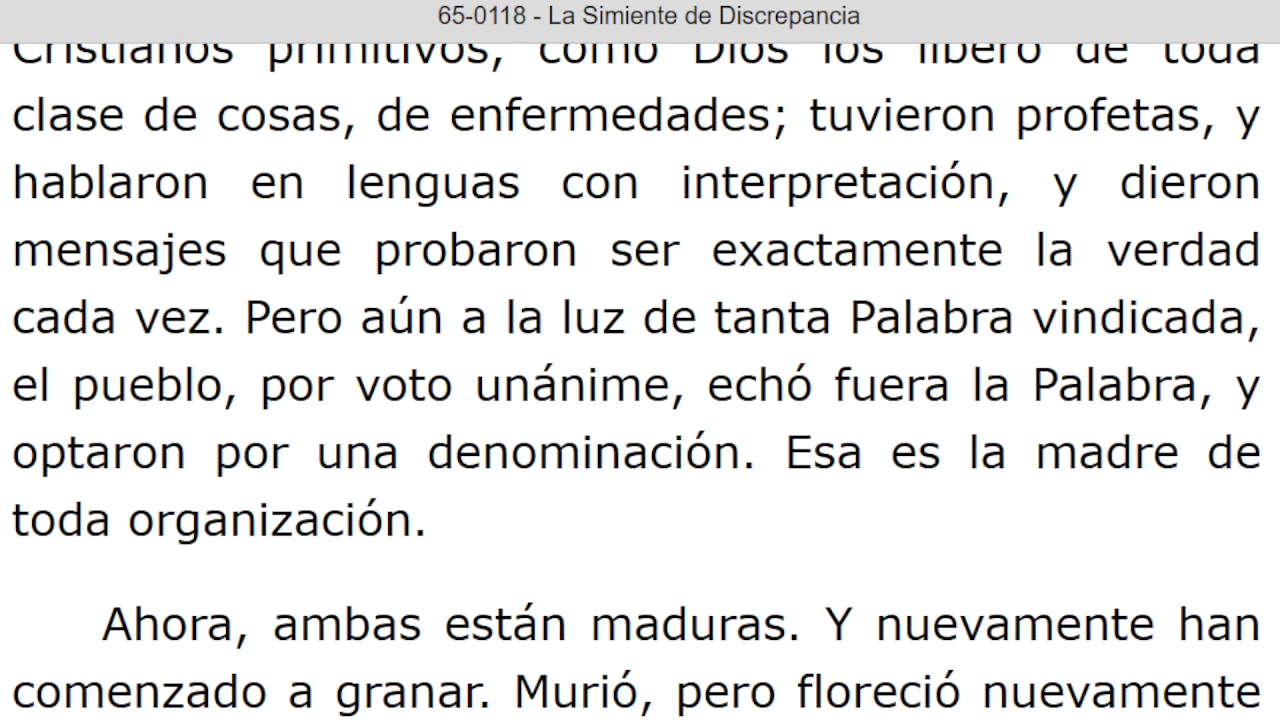 65-0118 - La Simiente de Discrepancia
Cristianos primitivos, como Dios los liberó de toda
clase de cosas, de enfermedades; tuvieron profetas, y
hablaron en lenguas con interpretación, y dieron
mensajes que probaron ser exactamente la verdad
cada vez. Pero aún a la luz de tanta Palabra vindicada,
el pueblo, por voto unánime, echó fuera la Palabra, y
optaron por una denominación. Esa es la madre de
toda organización.
Ahora, ambas están maduras. Y nuevamente han
comenzado a granar. Murió, pero floreció nuevamente